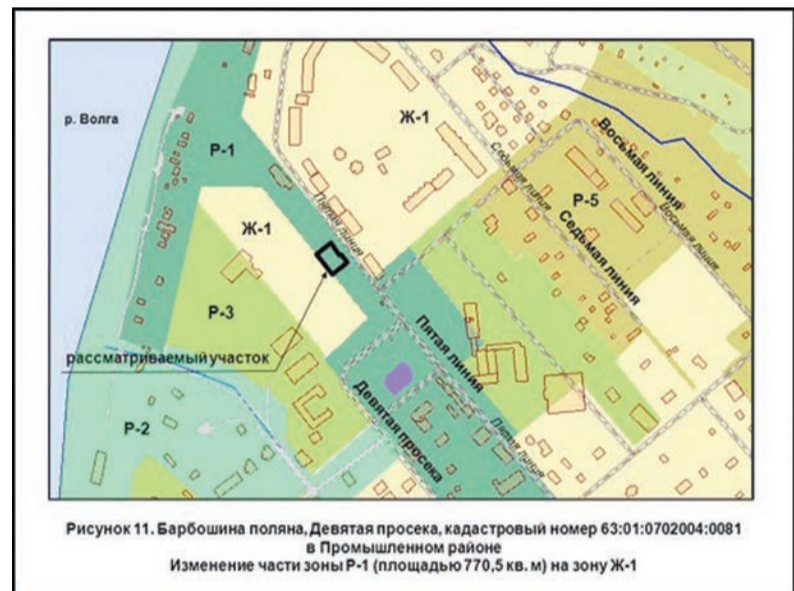 р. Волга
Ж-1
Р-1
Восьмая линия
Седьмая линия
Р-5
Восьмая линия
Пятая линия
Седьмая линия
Ж-1
Р-3
Пятая линия
рассматриваемый участок
Девятая просека
Р-2
Пятая линия
Рисунок 11. Барбошина поляна, Девятая просека, кадастровый номер 63:01:0702004:0081
в Промышленном районе
Изменение части зоны Р-1 (площадью 770,5 кв. м) на зону Ж-1